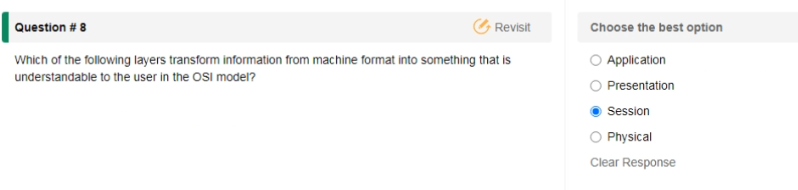 Question # 8
Revisit
Which of the following layers transform information from machine format into something that is
understandable to the user in the OSI model?
Choose the best option
Application
Presentation
Session
Physical
Clear Response